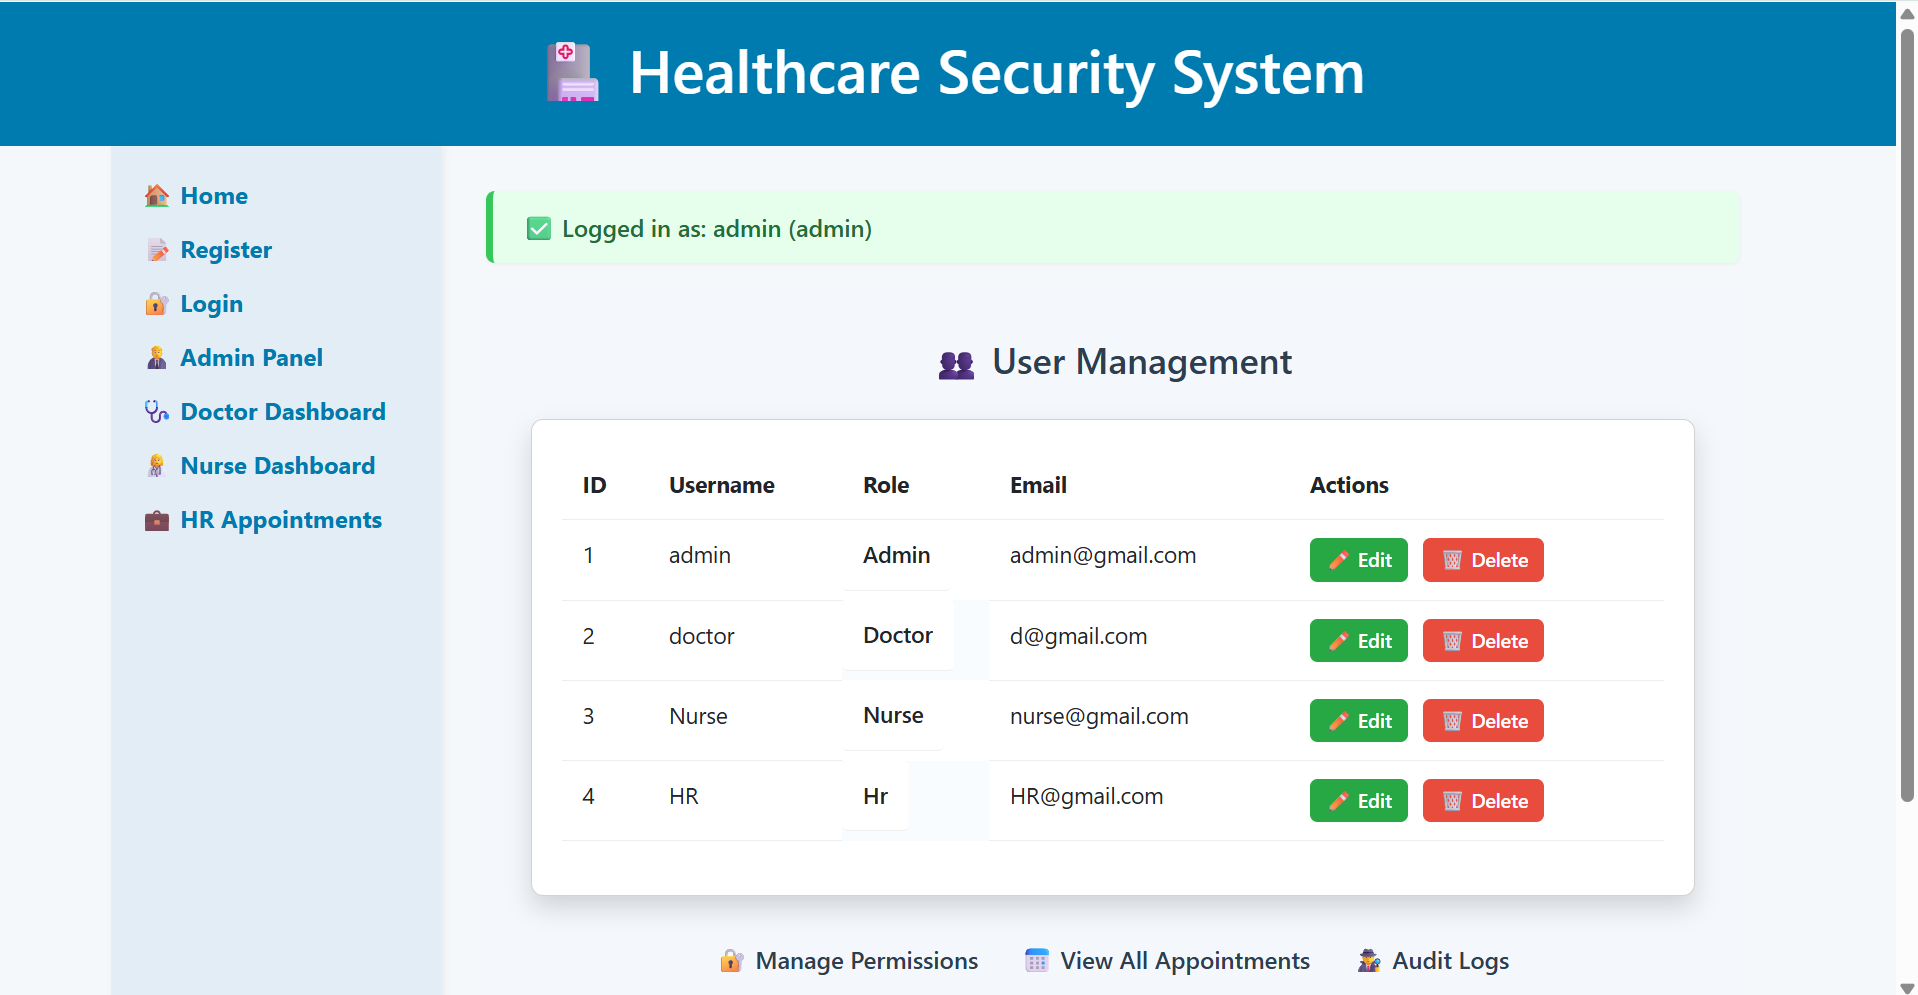 Healthcare Security System
Home
Register
Login
Admin Panel
Doctor Dashboard
Nurse Dashboard
HR Appointments
Logged in as: admin (admin)
User Management
ID Username Role Email Actions
1 admin Admin admin@gmail.com Edit Delete
2 doctor Doctor d@gmail.com Edit Delete
3 Nurse Nurse nurse@gmail.com Edit Delete
4 HR Hr HR@gmail.com Edit Delete
Manage Permissions View All Appointments Audit Logs